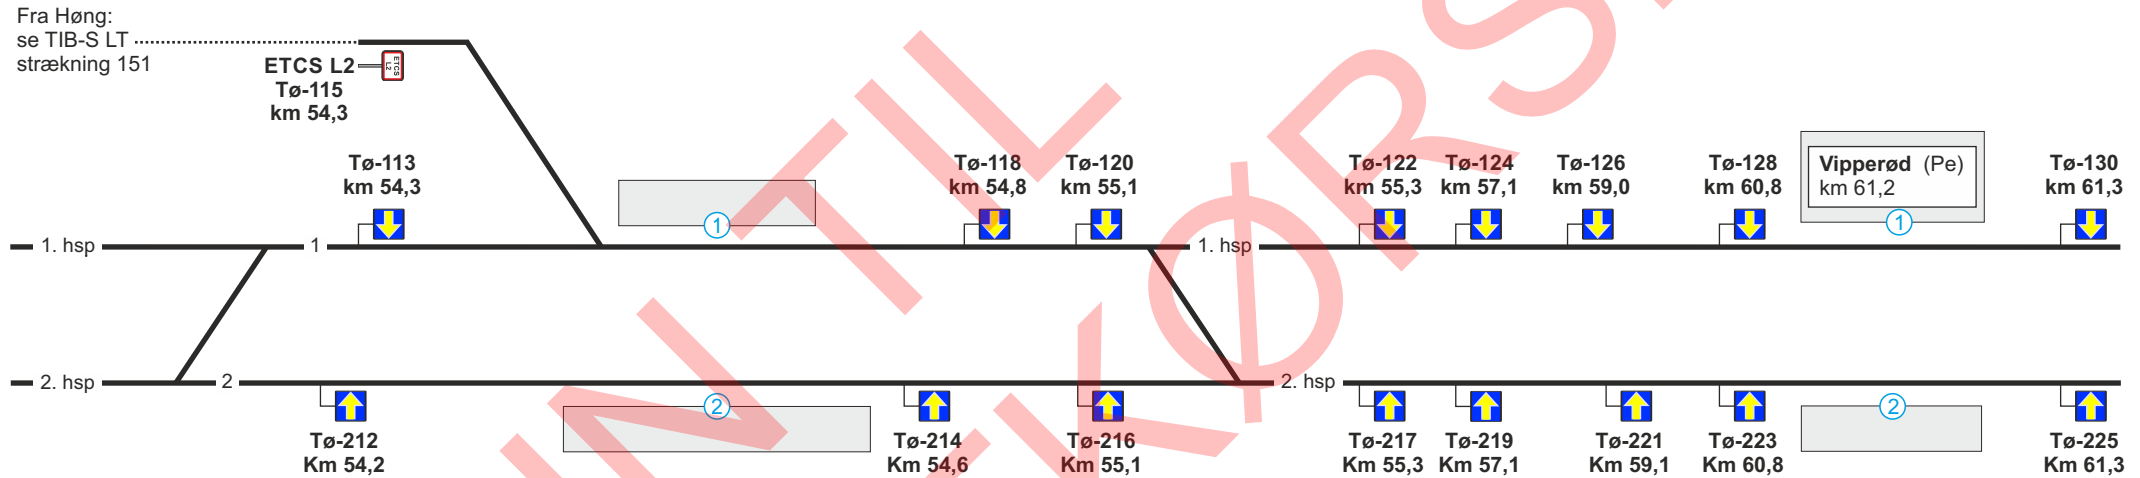 Fra Høng:
se TIB-S LT
strækning 151
ETCS L2
ETCS L2
Tø-115
km 54,3
Tø-113
km 54,3
Tø-118
km 54,8
Tø-120
km 55,1
Tø-122
km 55,3
Tø-124
km 57,1
Tø-126
km 59,0
Tø-128
km 60,8
Vipperød (Pe)
km 61,2
Tø-130
km 61,3
1
1
1. hsp
1
1. hsp
2. hsp
2
2. hsp
2
2
Tø-212
Km 54,2
Tø-214
Km 54,6
Tø-216
Km 55,1
Tø-217
Km 55,3
Tø-219
Km 57,1
Tø-221
Km 59,1
Tø-223
Km 60,8
Tø-225
Km 61,3
N TIL
KØRS